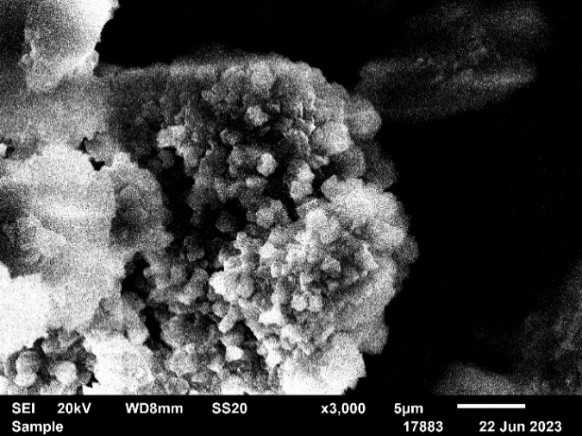 SEI 20kV WD8mm SS20 x3,000 5μm
Sample 17883 22 Jun 2023